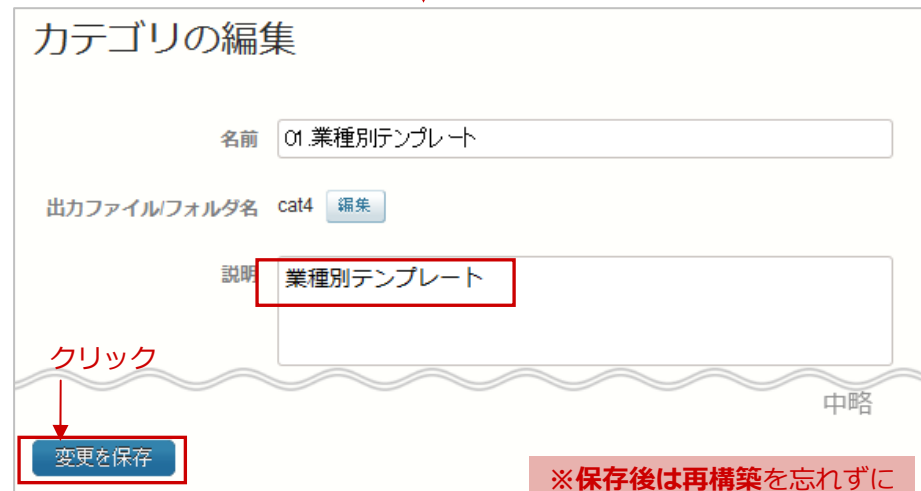 カテゴリの編集
名前 01.業種別テンプレート
出力ファイル/フォルダ名 cat4 編集
説明 業種別テンプレート
クリック
中略
変更を保存
※保存後は再構築を忘れずに